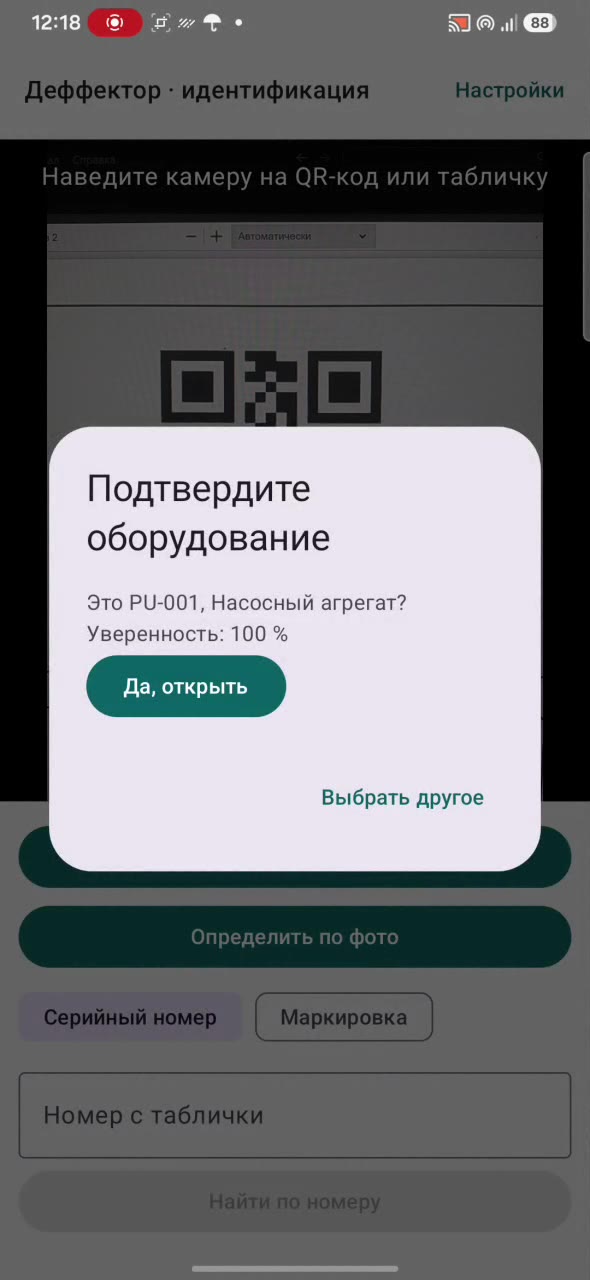 12:18
88
Деффектор · идентификация
Настройки
Справка
Наведите камеру на QR-код или табличку
2
Автоматически
Подтвердите
оборудование
Это PU-001, Насосный агрегат?
Уверенность: 100 %
Да, открыть
Выбрать другое
Определить по фото
Серийный номер
Маркировка
Номер с таблички
Найти по номеру